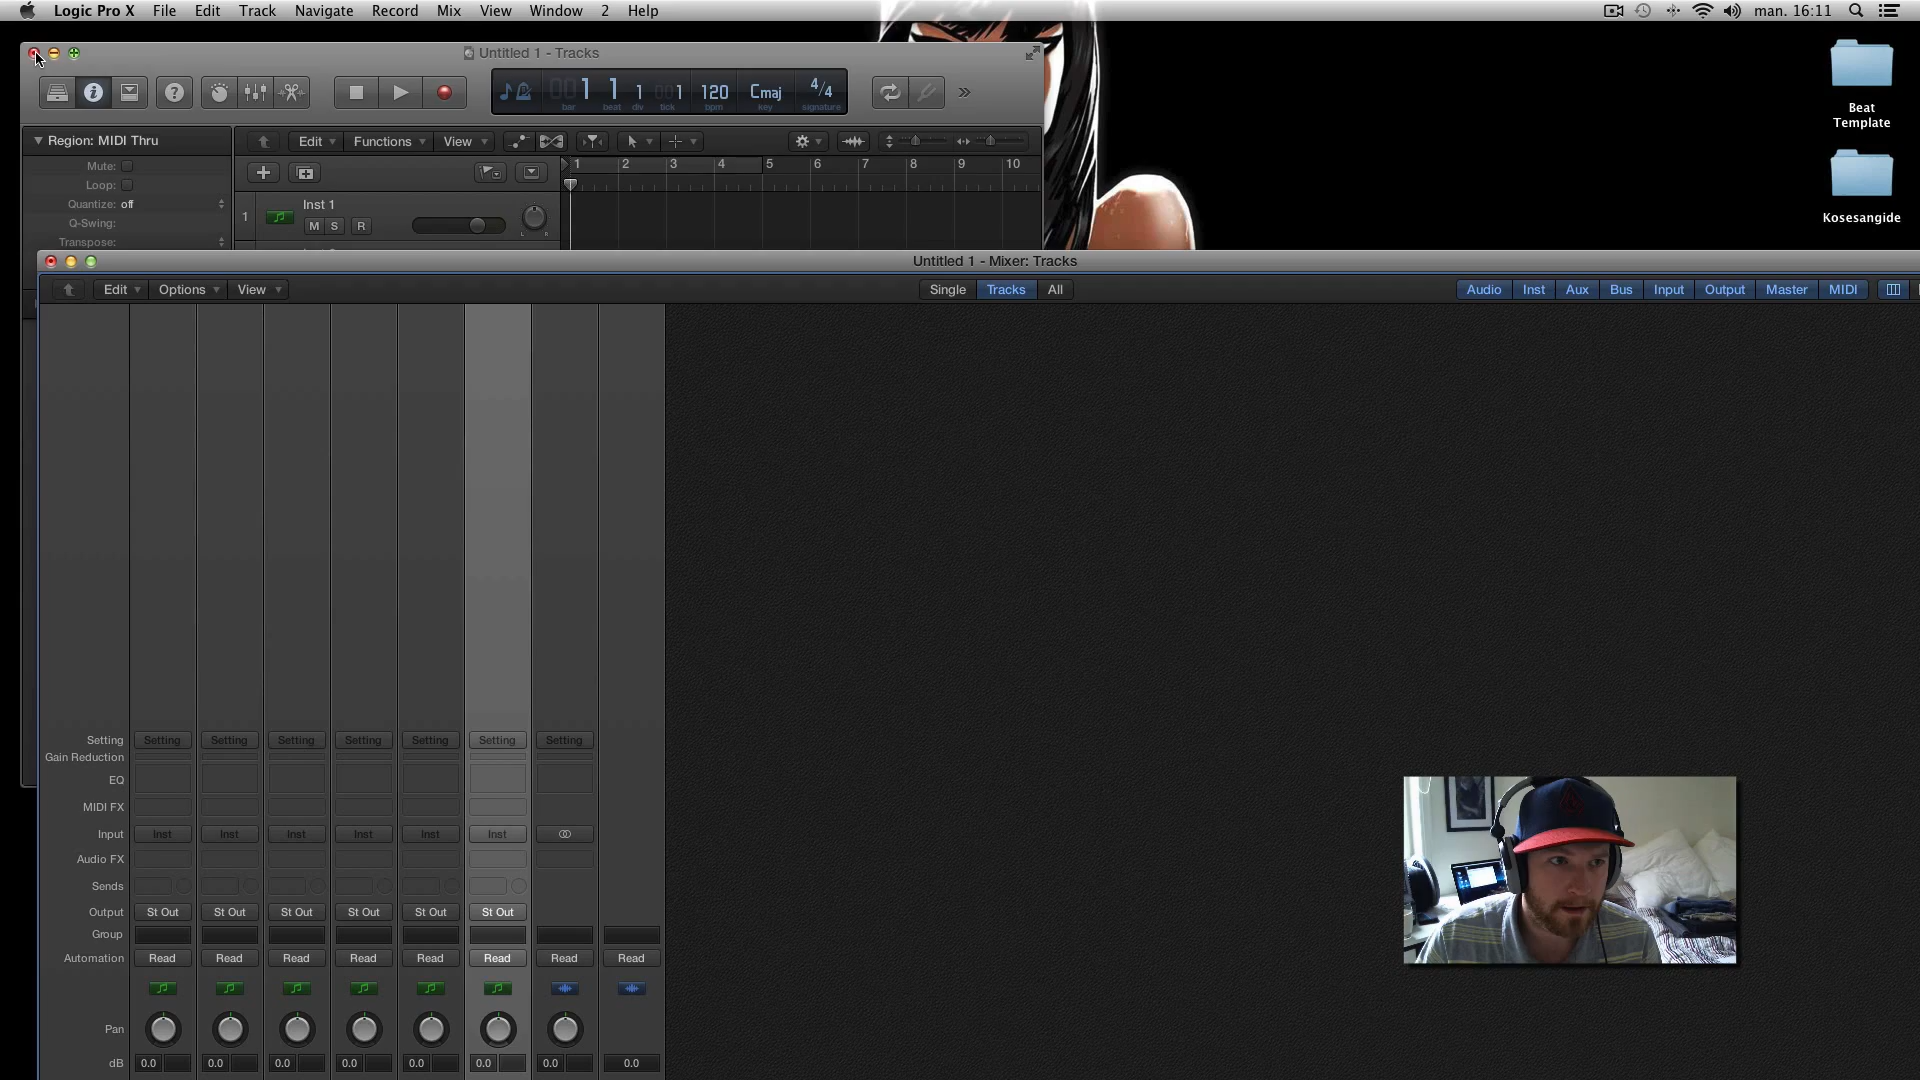 Logic Pro X File Edit Track Navigate Record Mix View Window 2 Help man. 16:11
Untitled 1 - Tracks
1 1 1 1 120 Cmaj 4/4
bar beat div tick bpm key signature
Beat
Template
Kosesangide
Region: MIDI Thru
Edit Functions View
Mute:
Loop:
Quantize: off
Q-Swing:
Transpose:
1 2 3 4 5 6 7 8 9 10
1 Inst 1
M S R
L R
Untitled 1 - Mixer: Tracks
Edit Options View Single Tracks All Audio Inst Aux Bus Input Output Master MIDI
Setting Setting Setting Setting Setting Setting Setting Setting
Gain Reduction
EQ
MIDI FX
Input Inst Inst Inst Inst Inst Inst
Audio FX
Sends
Output St Out St Out St Out St Out St Out St Out
Group
Automation Read Read Read Read Read Read Read Read
Pan
dB 0.0 0.0 0.0 0.0 0.0 0.0 0.0 0.0